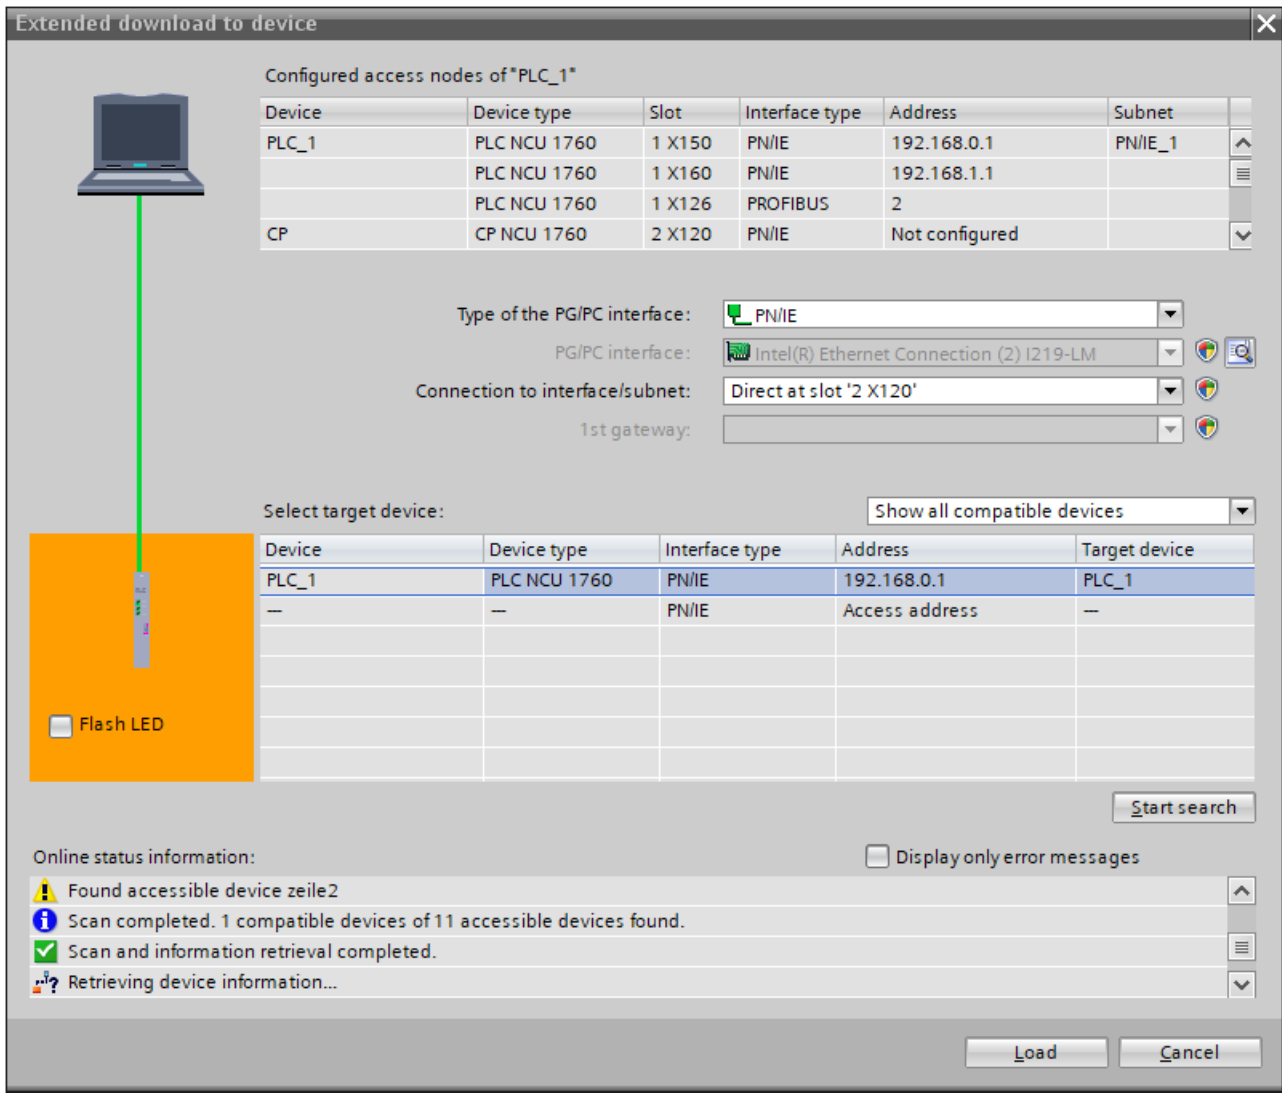 Extended download to device
Configured access nodes of "PLC_1"
Device Device type Slot Interface type Address Subnet
PLC_1 PLC NCU 1760 1 X150 PN/IE 192.168.0.1 PN/IE_1
PLC NCU 1760 1 X160 PN/IE 192.168.1.1
PLC NCU 1760 1 X126 PROFIBUS 2
CP CP NCU 1760 2 X120 PN/IE Not configured
Type of the PG/PC interface: PN/IE
PG/PC interface: Intel(R) Ethernet Connection (2) I219-LM
Connection to interface/subnet: Direct at slot '2 X120'
1st gateway:
Select target device: Show all compatible devices
Device Device type Interface type Address Target device
PLC_1 PLC NCU 1760 PN/IE 192.168.0.1 PLC_1
— — PN/IE Access address —
Flash LED
Start search
Online status information: Display only error messages
Found accessible device zeile2
Scan completed. 1 compatible devices of 11 accessible devices found.
Scan and information retrieval completed.
Retrieving device information...
Load Cancel